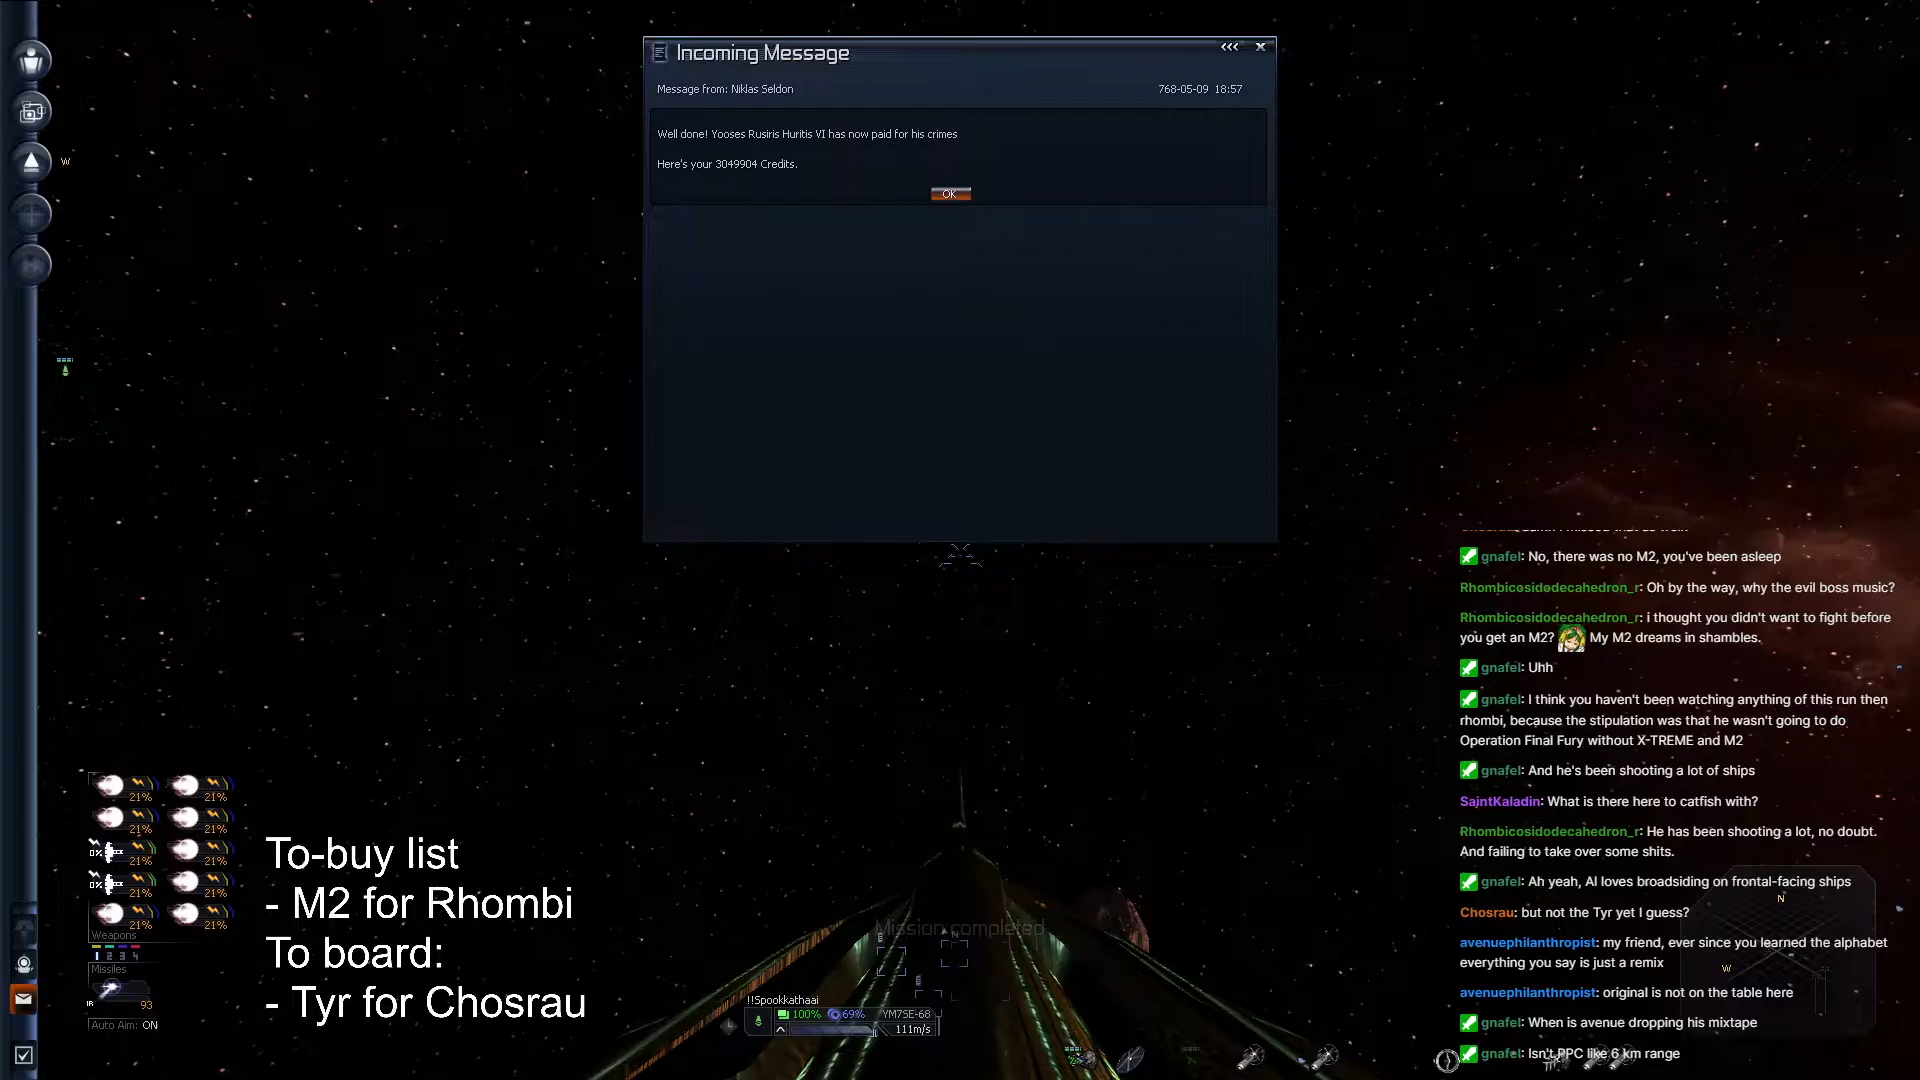 Incoming Message
Message from: Niklas Seldon
768-05-09 18:57
Well done! Yooses Rusiris Huritis VI has now paid for his crimes
Here's your 3049904 Credits.
OK
W
gnafel: No, there was no M2, you've been asleep
Rhombicosidodecahedron_r: Oh by the way, why the evil boss music?
Rhombicosidodecahedron_r: i thought you didn't want to fight before
you get an M2? My M2 dreams in shambles.
gnafel: Uhh
gnafel: I think you haven't been watching anything of this run then
rhombi, because the stipulation was that he wasn't going to do
Operation Final Fury without X-TREME and M2
gnafel: And he's been shooting a lot of ships
SaintKaladin: What is there here to catfish with?
Rhombicosidodecahedron_r: He has been shooting a lot, no doubt.
And failing to take over some shits.
gnafel: Ah yeah, AI loves broadsiding on frontal-facing ships
N
Chosrau: but not the Tyr yet I guess?
avenuephilanthropist: my friend, ever since you learned the alphabet
everything you say is just a remix
W
avenuephilanthropist: original is not on the table here
gnafel: When is avenue dropping his mixtape
gnafel: Isn't PPC like 6 km range
21% 21%
21% 21%
0% 21% 21%
0% 21% 21%
21% 21%
Weapons
1 2 3 4
Missiles
IR 93
Auto Aim: ON
To-buy list
- M2 for Rhombi
To board:
- Tyr for Chosrau
Mission completed
N
!!Spookkathaai
100% 69% YM7SE-68
111m/s